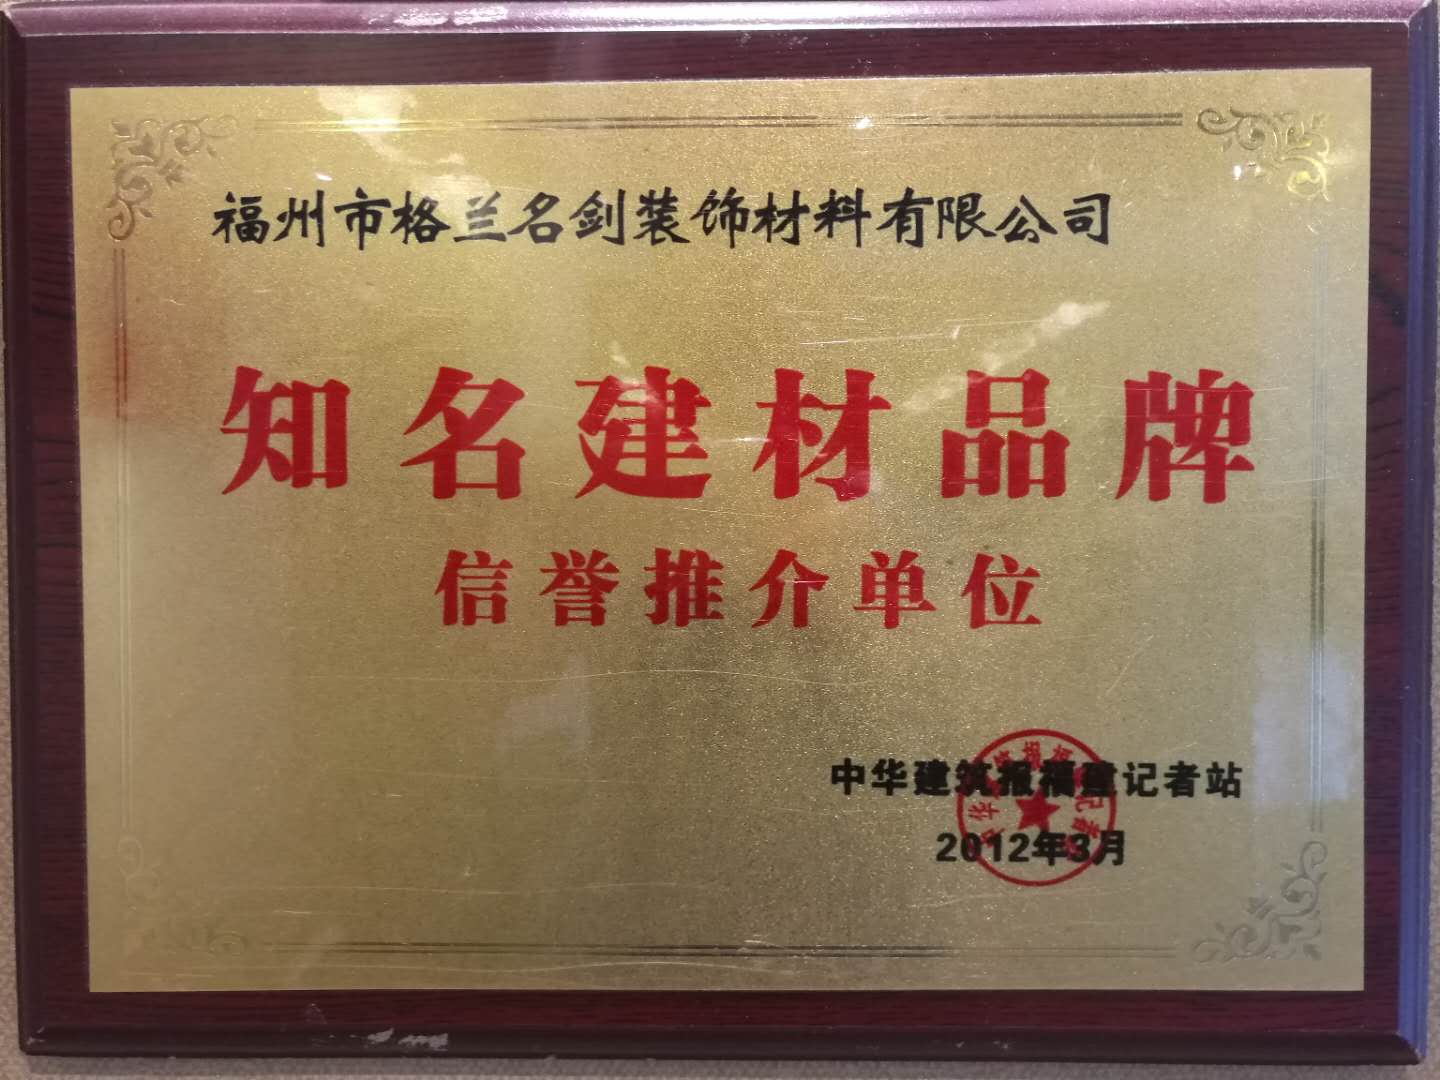 福州市格兰名剑装饰材料有限公司
知名建材品牌
信誉推介单位
中华建筑报福建记者站
2012年3月